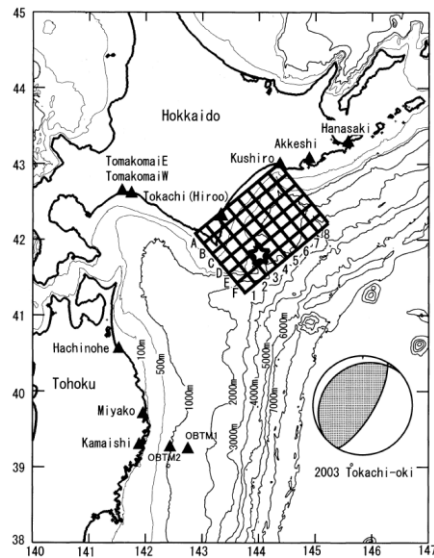 45
44
43
42
41
40
39
38
140
141
142
143
144
145
146
Hokkaido
Hanasaki
Akkeshi
Kushiro
TomakomaiE
TomakomaiW
Tokachi(Hiroo)
A
B
C
D
E
F
1
2
3
4
5
6
7
8
100m
500m
1000m
2000m
3000m
4000m
5000m
6000m
7000m
Hachinohe
Tohoku
Miyako
Kamaishi
OBTM2
OBTM1
2003 Tokachi-oki